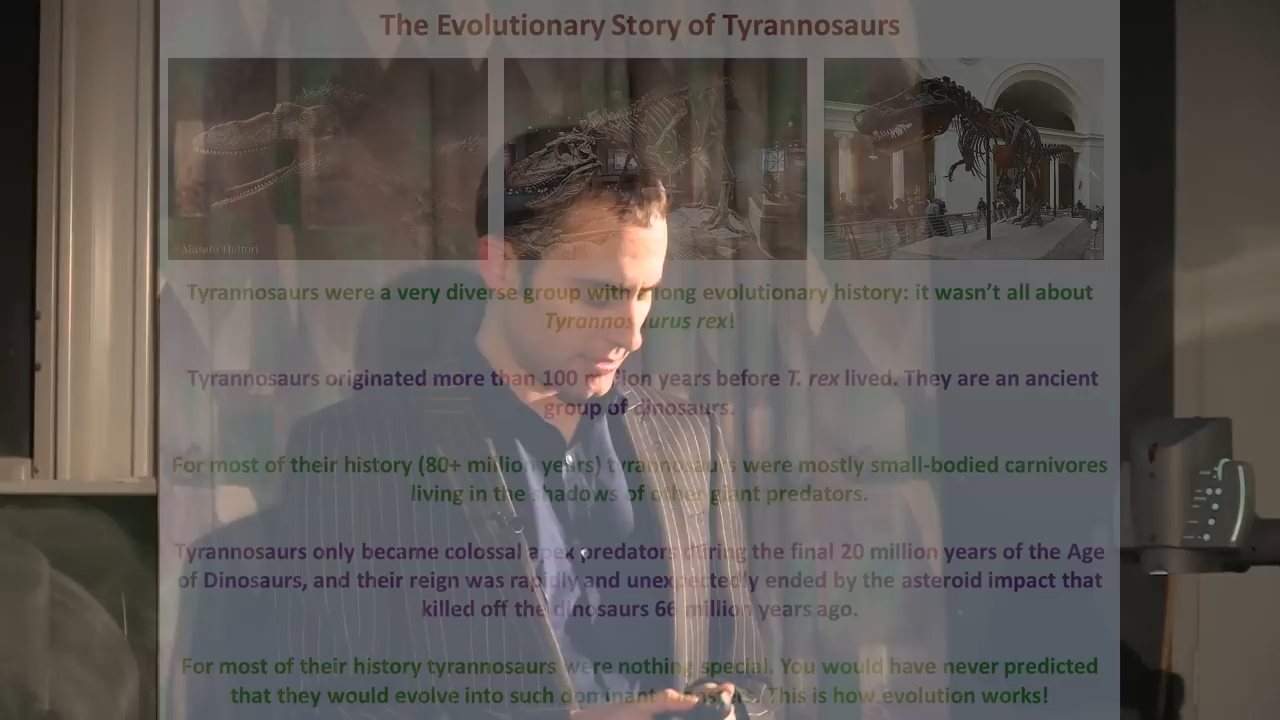 The Evolutionary Story of Tyrannosaurs
©Masato Hattori
Tyrannosaurs were a very diverse group with a long evolutionary history: it wasn't all about
Tyrannosaurus rex!
Tyrannosaurs originated more than 100 million years before T. rex lived. They are an ancient
group of dinosaurs.
For most of their history (80+ million years) tyrannosaurs were mostly small-bodied carnivores
living in the shadows of other giant predators.
Tyrannosaurs only became colossal apex predators during the final 20 million years of the Age
of Dinosaurs, and their reign was rapidly and unexpectedly ended by the asteroid impact that
killed off the dinosaurs 66 million years ago.
For most of their history tyrannosaurs were nothing special. You would have never predicted
that they would evolve into such dominant monsters. This is how evolution works!